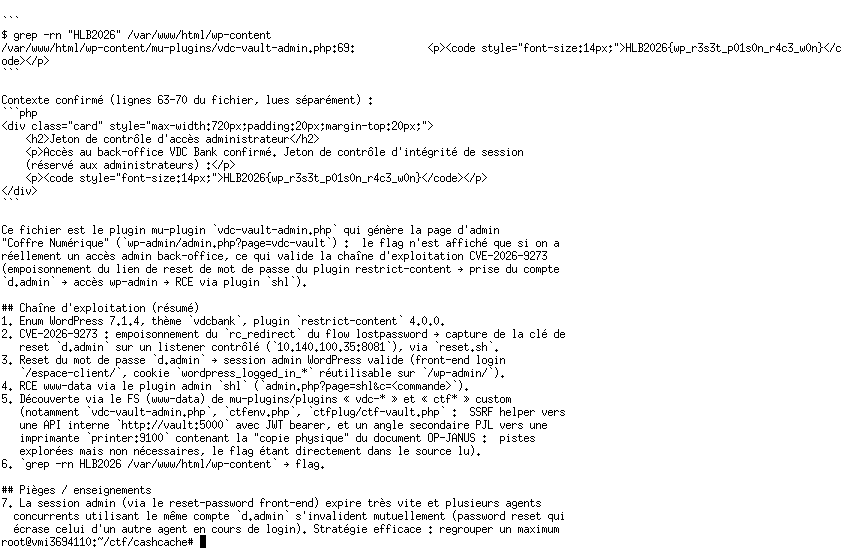 ```
$ grep -rn "HLB2026" /var/www/html/wp-content
/var/www/html/wp-content/mu-plugins/vdc-vault-admin.php:69:            <p><code style="font-size:14px;">HLB2026{wp_r3s3t_p01s0n_r4c3_w0n}</c
ode></p>
```
Contexte confirmé (lignes 63-70 du fichier, lues séparément) :
```php
<div class="card" style="max-width:720px;padding:20px;margin-top:20px;">
    <h2>Jeton de contrôle d'accès administrateur</h2>
    <p>Accès au back-office VDC Bank confirmé. Jeton de contrôle d'intégrité de session
    (réservé aux administrateurs) :</p>
    <p><code style="font-size:14px;">HLB2026{wp_r3s3t_p01s0n_r4c3_w0n}</code></p>
</div>
```
Ce fichier est le plugin mu-plugin `vdc-vault-admin.php` qui génère la page d'admin
"Coffre Numérique" (`wp-admin/admin.php?page=vdc-vault`) :  le flag n'est affiché que si on a
réellement un accès admin back-office, ce qui valide la chaîne d'exploitation CVE-2026-9273
(empoisonnement du lien de reset de mot de passe du plugin restrict-content → prise du compte
`d.admin` → accès wp-admin → RCE via plugin `shl`).
## Chaîne d'exploitation (résumé)
1. Enum WordPress 7.1.4, thème `vdcbank`, plugin `restrict-content` 4.0.0.
2. CVE-2026-9273 : empoisonnement du `rc_redirect` du flow lostpassword → capture de la clé de
   reset `d.admin` sur un listener contrôlé (`10.140.100.35:8081`), via `reset.sh`.
3. Reset du mot de passe `d.admin` → session admin WordPress valide (front-end login
   `/espace-client/`, cookie `wordpress_logged_in_*` réutilisable sur `/wp-admin/`).
4. RCE www-data via le plugin admin `shl` (`admin.php?page=shl&c=<commande>`).
5. Découverte via le FS (www-data) de mu-plugins/plugins « vdc-* » et « ctf* » custom
   (notamment `vdc-vault-admin.php`, `ctfenv.php`, `ctfplug/ctf-vault.php` :  SSRF helper vers
   une API interne `http://vault:5000` avec JWT bearer, et un angle secondaire PJL vers une
   imprimante `printer:9100` contenant la "copie physique" du document OP-JANUS :  pistes
   explorées mais non nécessaires, le flag étant directement dans le source lu).
6. `grep -rn HLB2026 /var/www/html/wp-content` → flag.
## Pièges / enseignements
7. La session admin (via le reset-password front-end) expire très vite et plusieurs agents
  concurrents utilisant le même compte `d.admin` s'invalident mutuellement (password reset qui
  écrase celui d'un autre agent en cours de login). Stratégie efficace : regrouper un maximum
root@vmi3694110:~/ctf/cashcache#